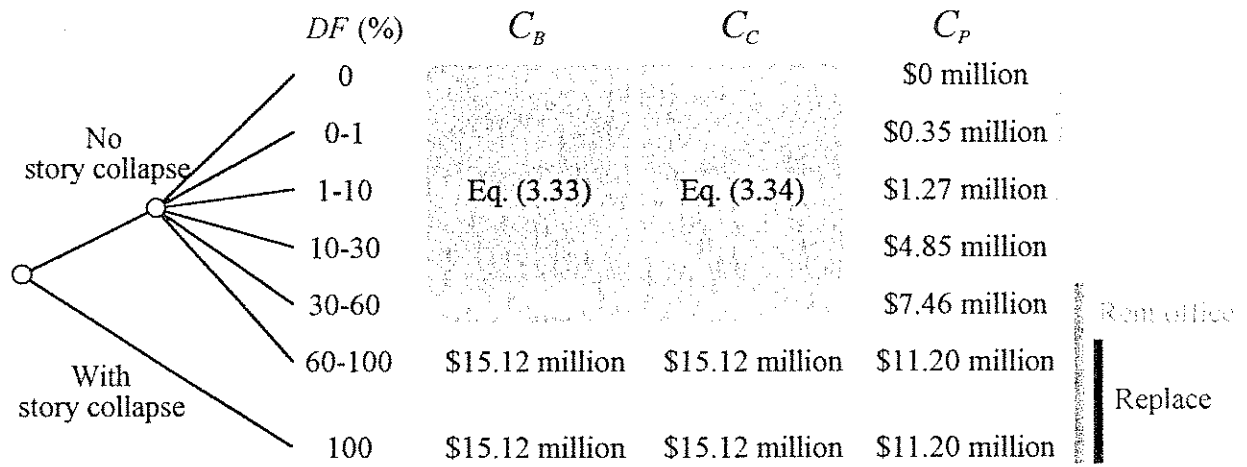 DF (%) C_B C_C C_P
0 $0 million
No
story collapse
0-1 $0.35 million
1-10 Eq. (3.33) Eq. (3.34) $1.27 million
10-30 $4.85 million
30-60 $7.46 million
Rent office
60-100 $15.12 million $15.12 million $11.20 million
With
story collapse
Replace
100 $15.12 million $15.12 million $11.20 million